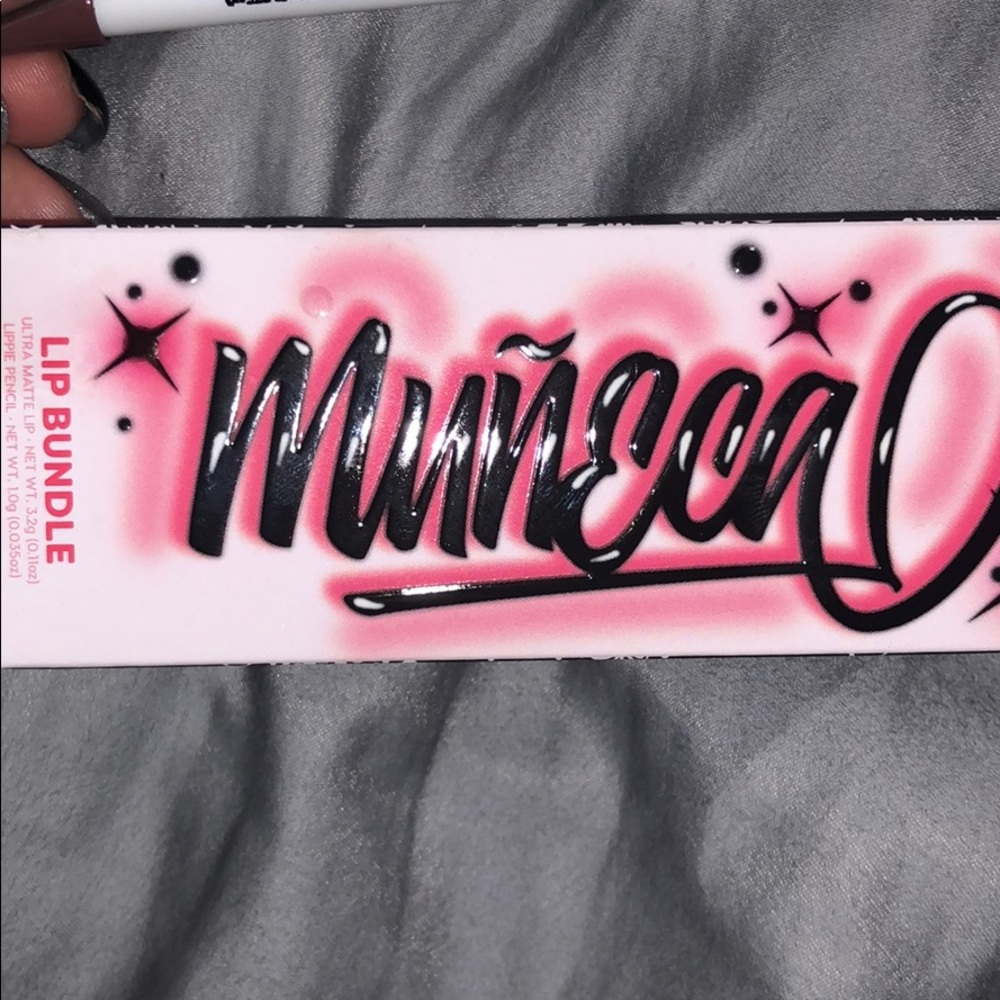 Muñeca
LIP BUNDLE
ULTRA MATTE LIP • NET WT. 3.2g (0.11oz)
LIPPIE PENCIL • NET WT. 1.0g (0.035oz)